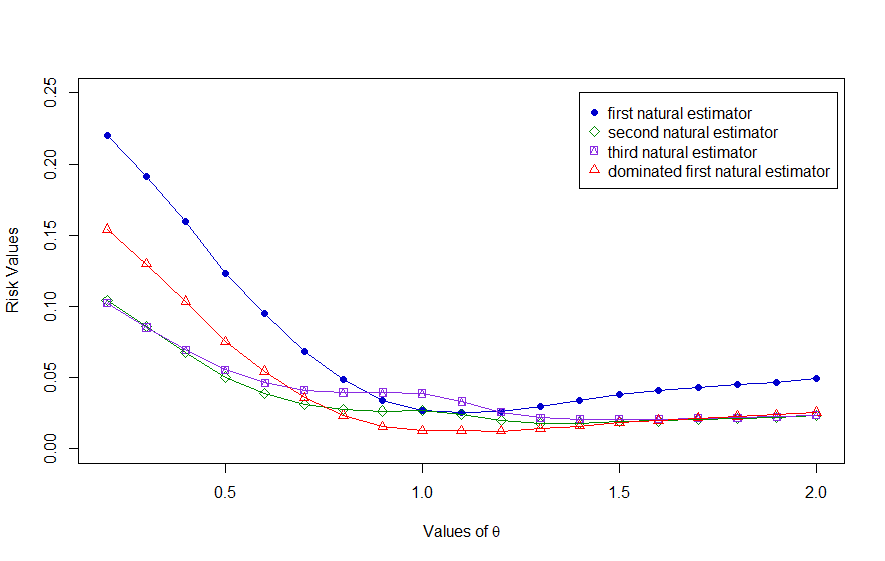 0.25
0.20
0.15
0.10
0.05
0.00
Risk Values
first natural estimator
second natural estimator
third natural estimator
dominated first natural estimator
0.5 1.0 1.5 2.0
Values of θ